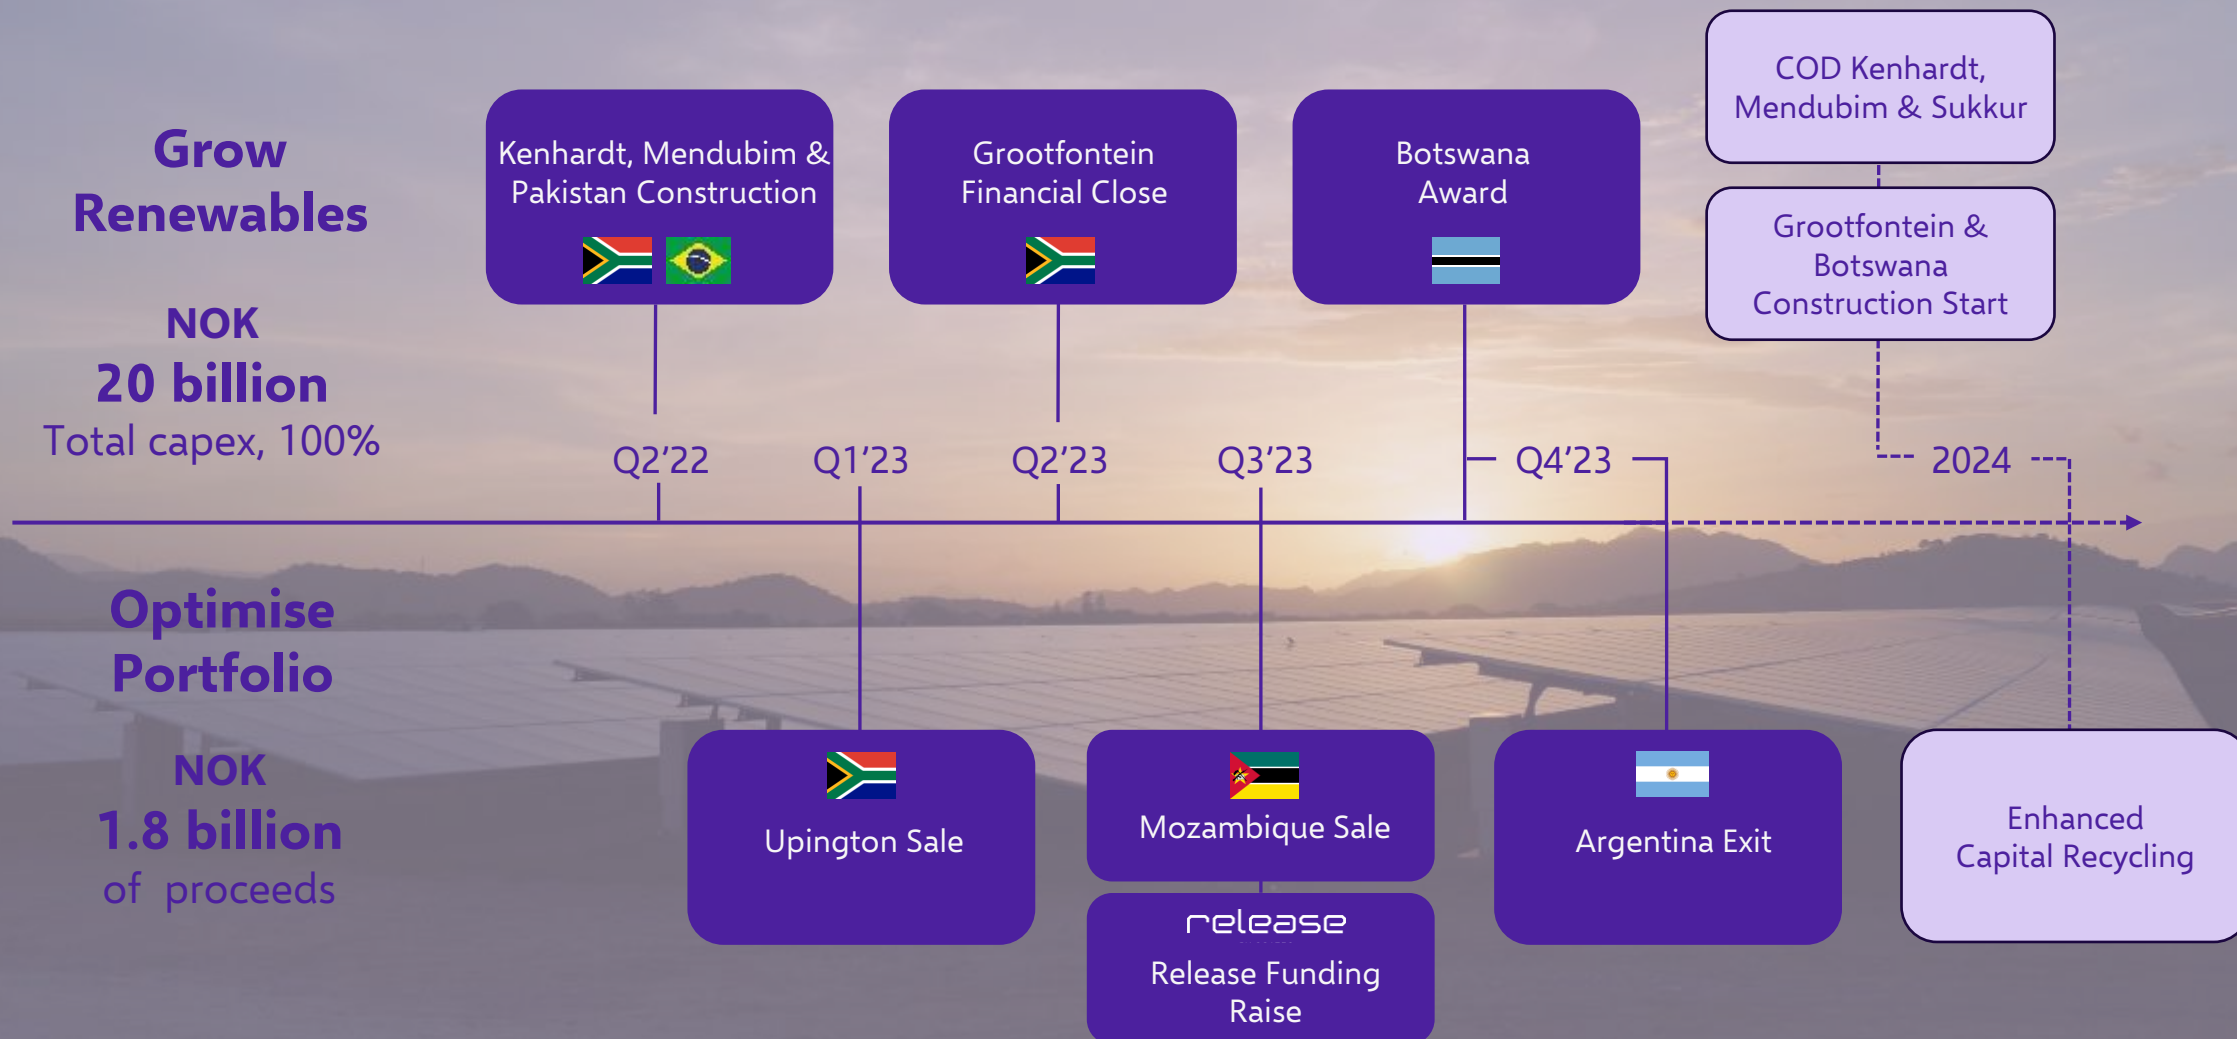 Grow
Renewables
NOK
20 billion
Total capex, 100%
Kenhardt, Mendubim &
Pakistan Construction
Grootfontein
Financial Close
Botswana
Award
COD Kenhardt,
Mendubim & Sukkur
Grootfontein &
Botswana
Construction Start
Q2’22
Q1’23
Q2’23
Q3’23
Q4’23
2024
Optimise
Portfolio
NOK
1.8 billion
of proceeds
Upington Sale
Mozambique Sale
release
Release Funding
Raise
Argentina Exit
Enhanced
Capital Recycling